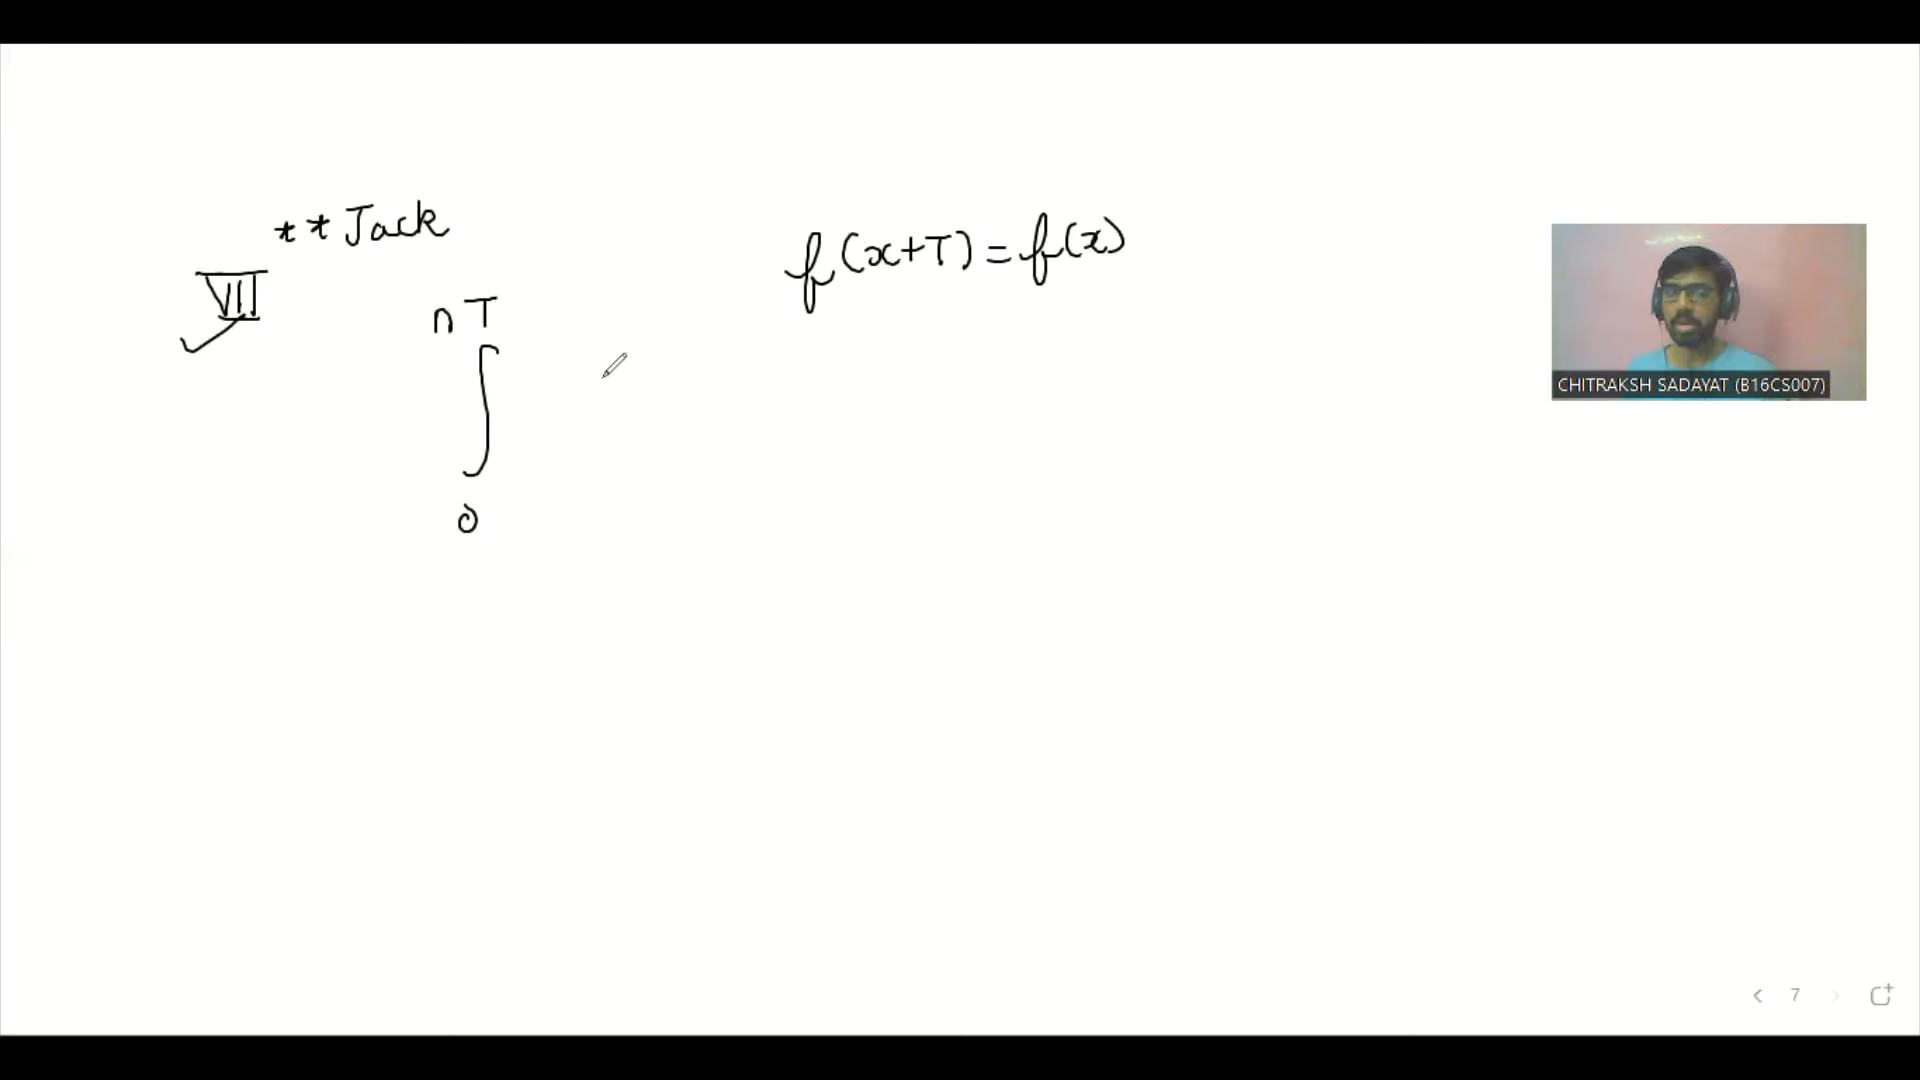 **Jack
f(x+T)=f(x)
VII
nT
∫
0
CHITRAKSH SADAYAT (B16CS007)
< 7 >